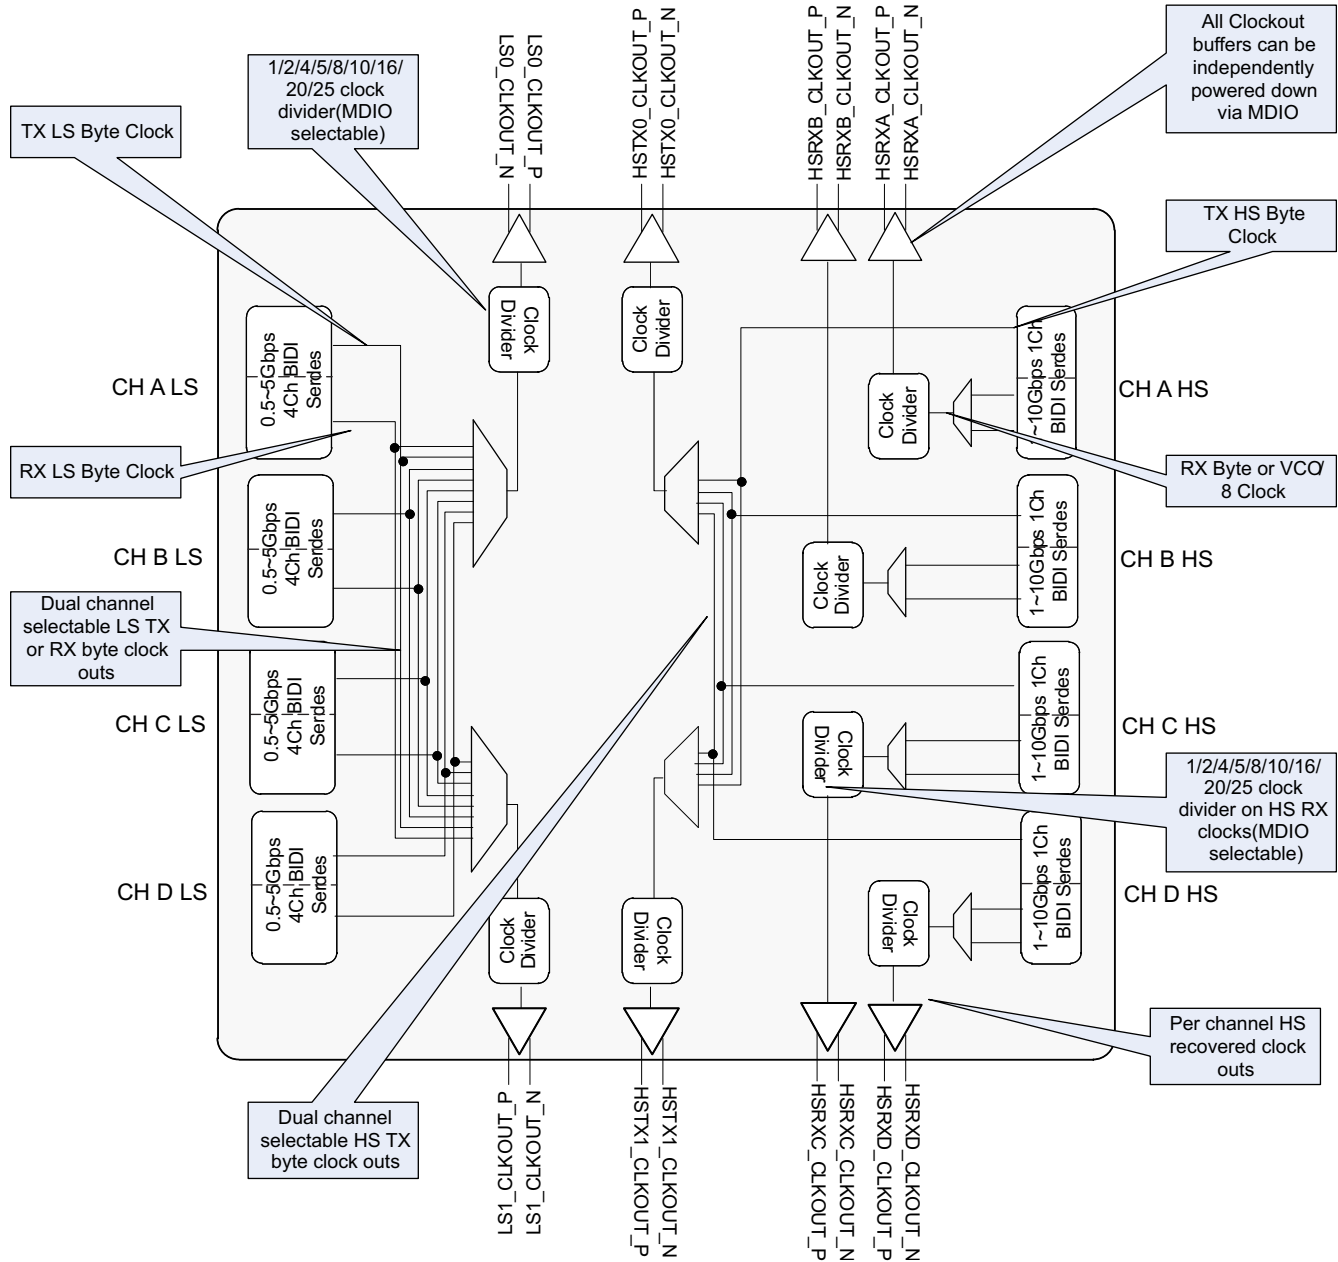 LS0_CLKOUT_N
LS0_CLKOUT_P
HSTX0_CLKOUT_P
HSTX0_CLKOUT_N
HSRXB_CLKOUT_P
HSRXB_CLKOUT_N
HSRXA_CLKOUT_P
HSRXA_CLKOUT_N
All Clockout
buffers can be
independently
powered down
via MDIO
1/2/4/5/8/10/16/
20/25 clock
divider(MDIO
selectable)
TX LS Byte Clock
TX HS Byte
Clock
Clock
Divider
Clock
Divider
0.5~5Gbps
4Ch BIDI
Serdes
CH A LS
Clock
Divider
1~10Gbps 1Ch
BIDI Serdes
CH A HS
RX LS Byte Clock
RX Byte or VCO/
8 Clock
0.5~5Gbps
4Ch BIDI
Serdes
CH B LS
Clock
Divider
1~10Gbps 1Ch
BIDI Serdes
CH B HS
Dual channel
selectable LS TX
or RX byte clock
outs
0.5~5Gbps
4Ch BIDI
Serdes
CH C LS
Clock
Divider
1~10Gbps 1Ch
BIDI Serdes
CH C HS
1/2/4/5/8/10/16/
20/25 clock
divider on HS RX
clocks(MDIO
selectable)
0.5~5Gbps
4Ch BIDI
Serdes
CH D LS
Clock
Divider
Clock
Divider
Clock
Divider
1~10Gbps 1Ch
BIDI Serdes
CH D HS
Per channel HS
recovered clock
outs
Dual channel
selectable HS TX
byte clock outs
LS1_CLKOUT_P
LS1_CLKOUT_N
HSTX1_CLKOUT_P
HSTX1_CLKOUT_N
HSRXC_CLKOUT_P
HSRXC_CLKOUT_N
HSRXD_CLKOUT_P
HSRXD_CLKOUT_N